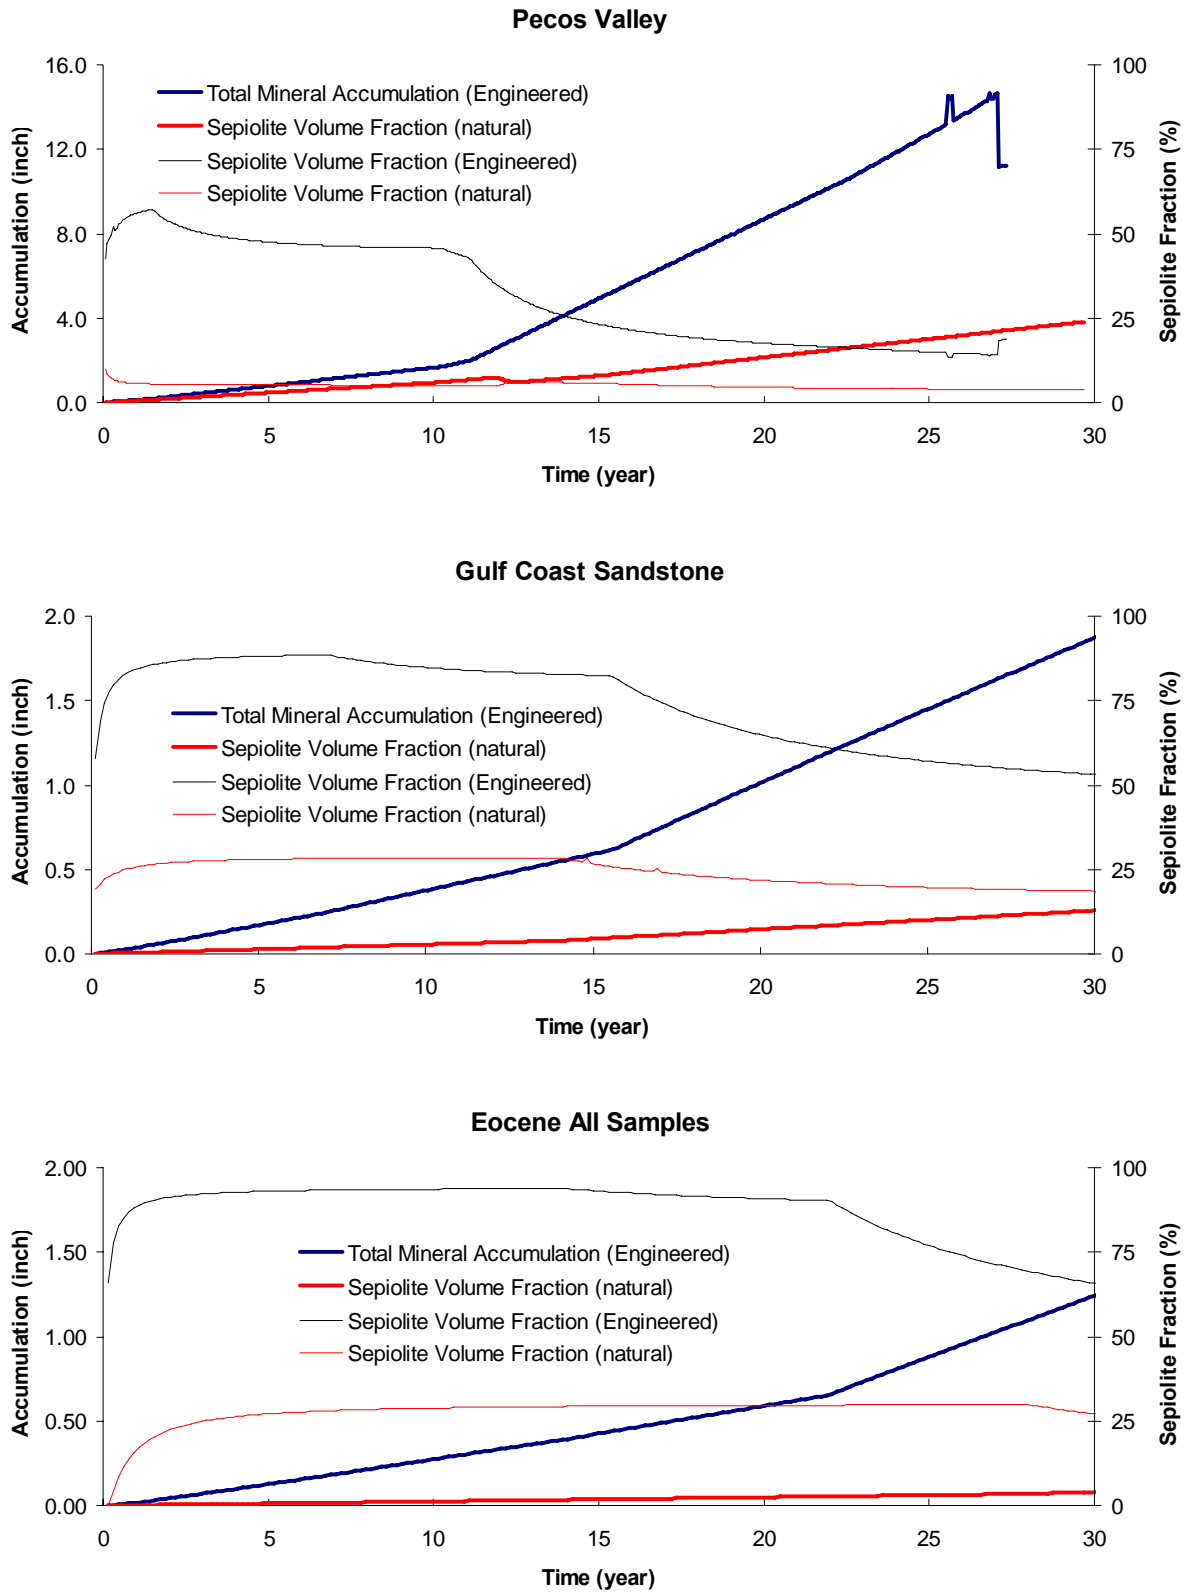 Pecos Valley
16.0
12.0
8.0
4.0
0.0
Accumulation (inch)
Total Mineral Accumulation (Engineered)
Sepiolite Volume Fraction (natural)
Sepiolite Volume Fraction (Engineered)
Sepiolite Volume Fraction (natural)
100
75
50
25
0
Sepiolite Fraction (%)
0 5 10 15 20 25 30
Time (year)
Gulf Coast Sandstone
2.0
1.5
1.0
0.5
0.0
Accumulation (inch)
Total Mineral Accumulation (Engineered)
Sepiolite Volume Fraction (natural)
Sepiolite Volume Fraction (Engineered)
Sepiolite Volume Fraction (natural)
100
75
50
25
0
Sepiolite Fraction (%)
0 5 10 15 20 25 30
Time (year)
Eocene All Samples
2.00
1.50
1.00
0.50
0.00
Accumulation (inch)
Total Mineral Accumulation (Engineered)
Sepiolite Volume Fraction (natural)
Sepiolite Volume Fraction (Engineered)
Sepiolite Volume Fraction (natural)
100
75
50
25
0
Sepiolite Fraction (%)
0 5 10 15 20 25 30
Time (year)